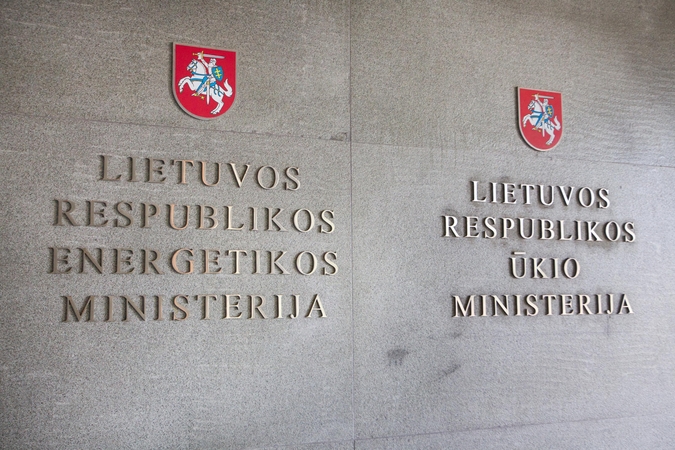 LIETUVOS
RESPUBLIKOS
ENERGETIKOS
MINISTERIJA
LIETUVOS
RESPUBLIKOS
ŪKIO
MINISTERIJA